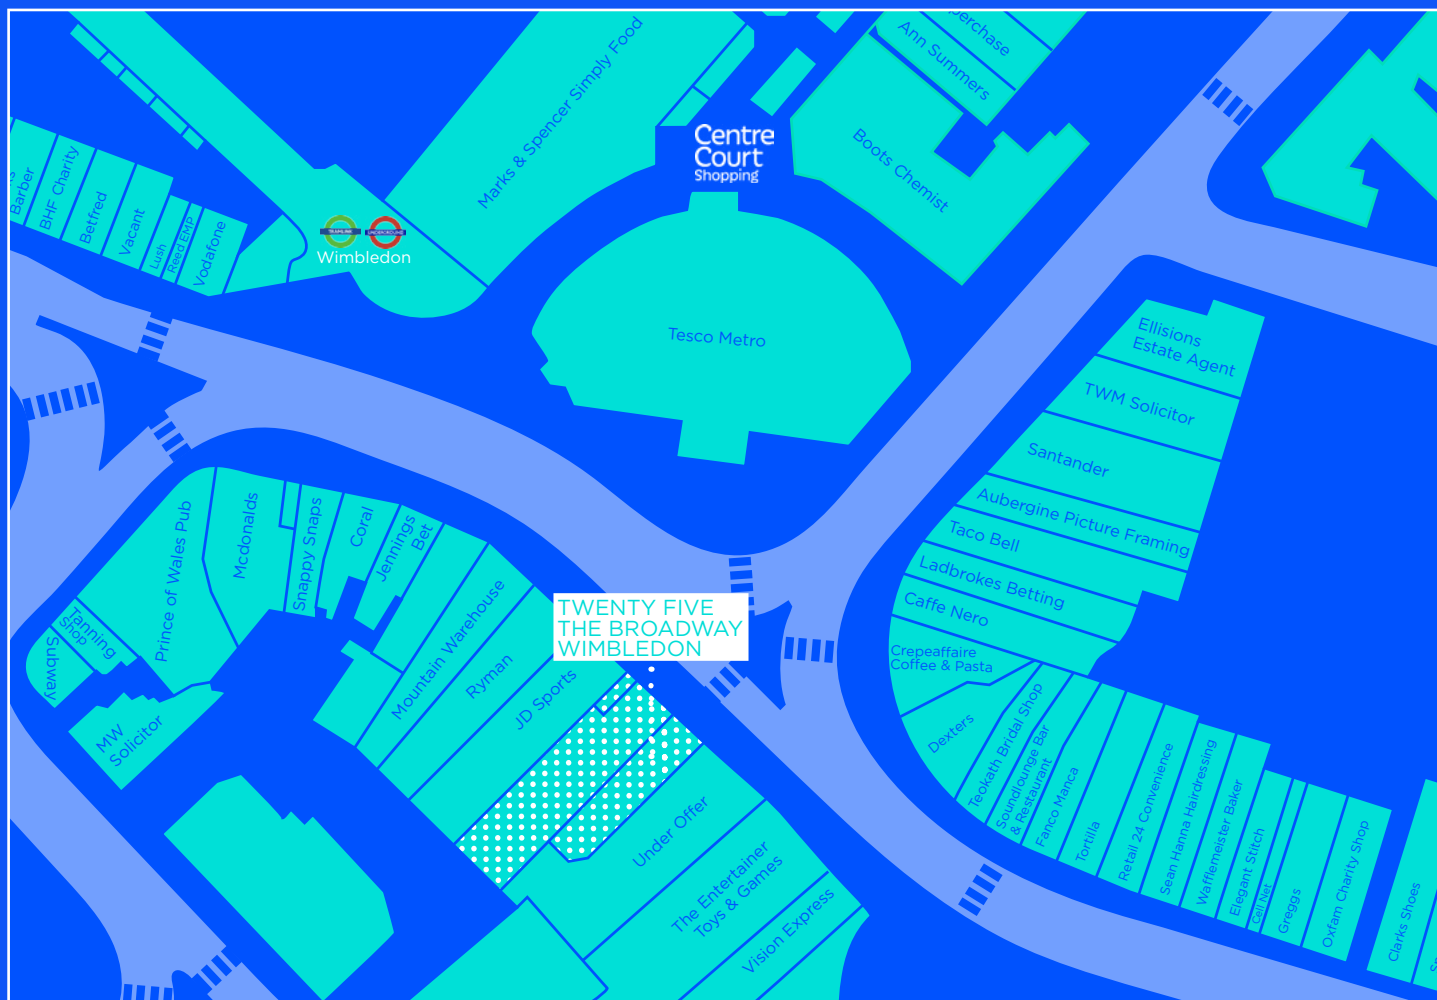 Marks & Spencer Simply Food
Ann Summers
Boots Chemist
Centre
Court
Shopping
Barber
BHF Charity
Betfred
Vacant
Lush
Reed EMP
Vodafone
TRAMLINK
UNDERGROUND
Wimbledon
Tesco Metro
Ellisions
Estate Agent
TWM Solicitor
Santander
Aubergine Picture Framing
Taco Bell
Ladbrokes Betting
Caffe Nero
Crepeaffaire
Coffee & Pasta
Dexters
Teokath Bridal Shop
Soundlounge Bar
& Restaurant
Fanco Manca
Tortilla
Retail 24 Convenience
Sean Hanna Hairdressing
Wafflemeister Baker
Elegant Stitch
Cell Net
Greggs
Oxfam Charity Shop
Clarks Shoes
Prince of Wales Pub
Mcdonalds
Snappy Snaps
Coral
Jennings
Bet
Tanning
Shop
Subway
MW
Solicitor
Mountain Warehouse
Ryman
JD Sports
TWENTY FIVE
THE BROADWAY
WIMBLEDON
Under Offer
The Entertainer
Toys & Games
Vision Express